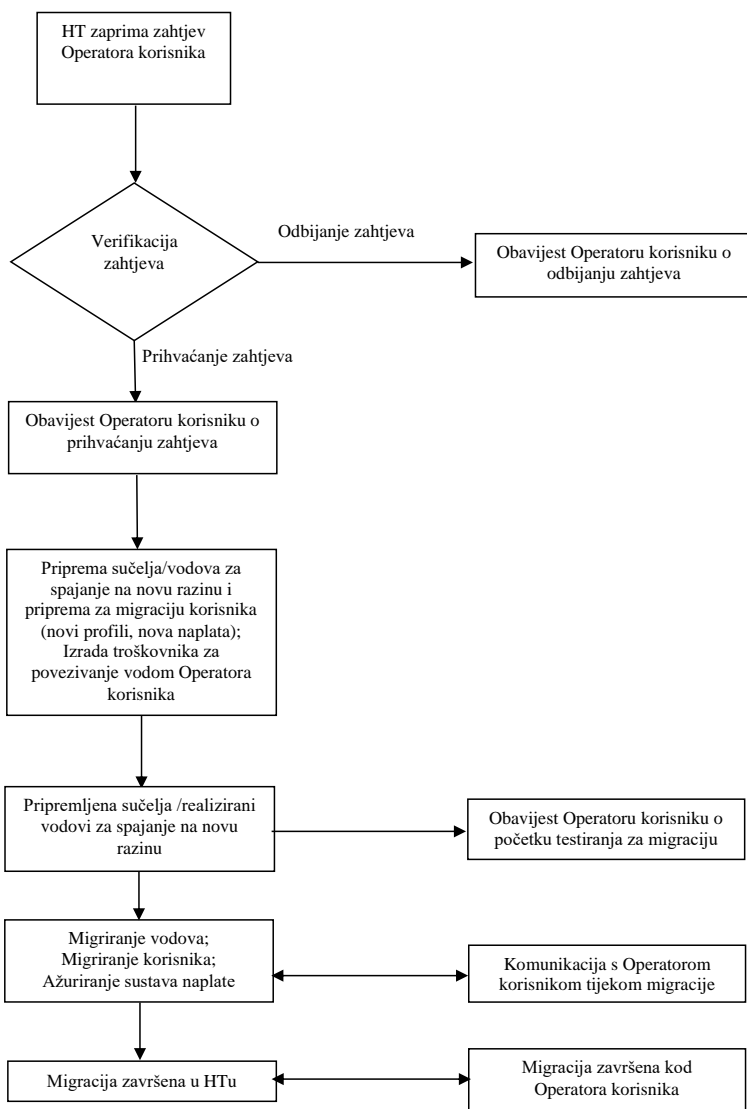 HT zaprima zahtjev
Operatora korisnika
Verifikacija
zahtjeva
Odbijanje zahtjeva
Obavijest Operatoru korisniku o
odbijanju zahtjeva
Prihvaćanje zahtjeva
Obavijest Operatoru korisniku o
prihvaćanju zahtjeva
Priprema sučelja/vodova za
spajanje na novu razinu i
priprema za migraciju korisnika
(novi profili, nova naplata);
Izrada troškovnika za
povezivanje vodom Operatora
korisnika
Pripremljena sučelja /realizirani
vodovi za spajanje na novu
razinu
Obavijest Operatoru korisniku o
početku testiranja za migraciju
Migriranje vodova;
Migriranje korisnika;
Ažuriranje sustava naplate
Komunikacija s Operatorom
korisnikom tijekom migracije
Migracija završena u HTu
Migracija završena kod
Operatora korisnika